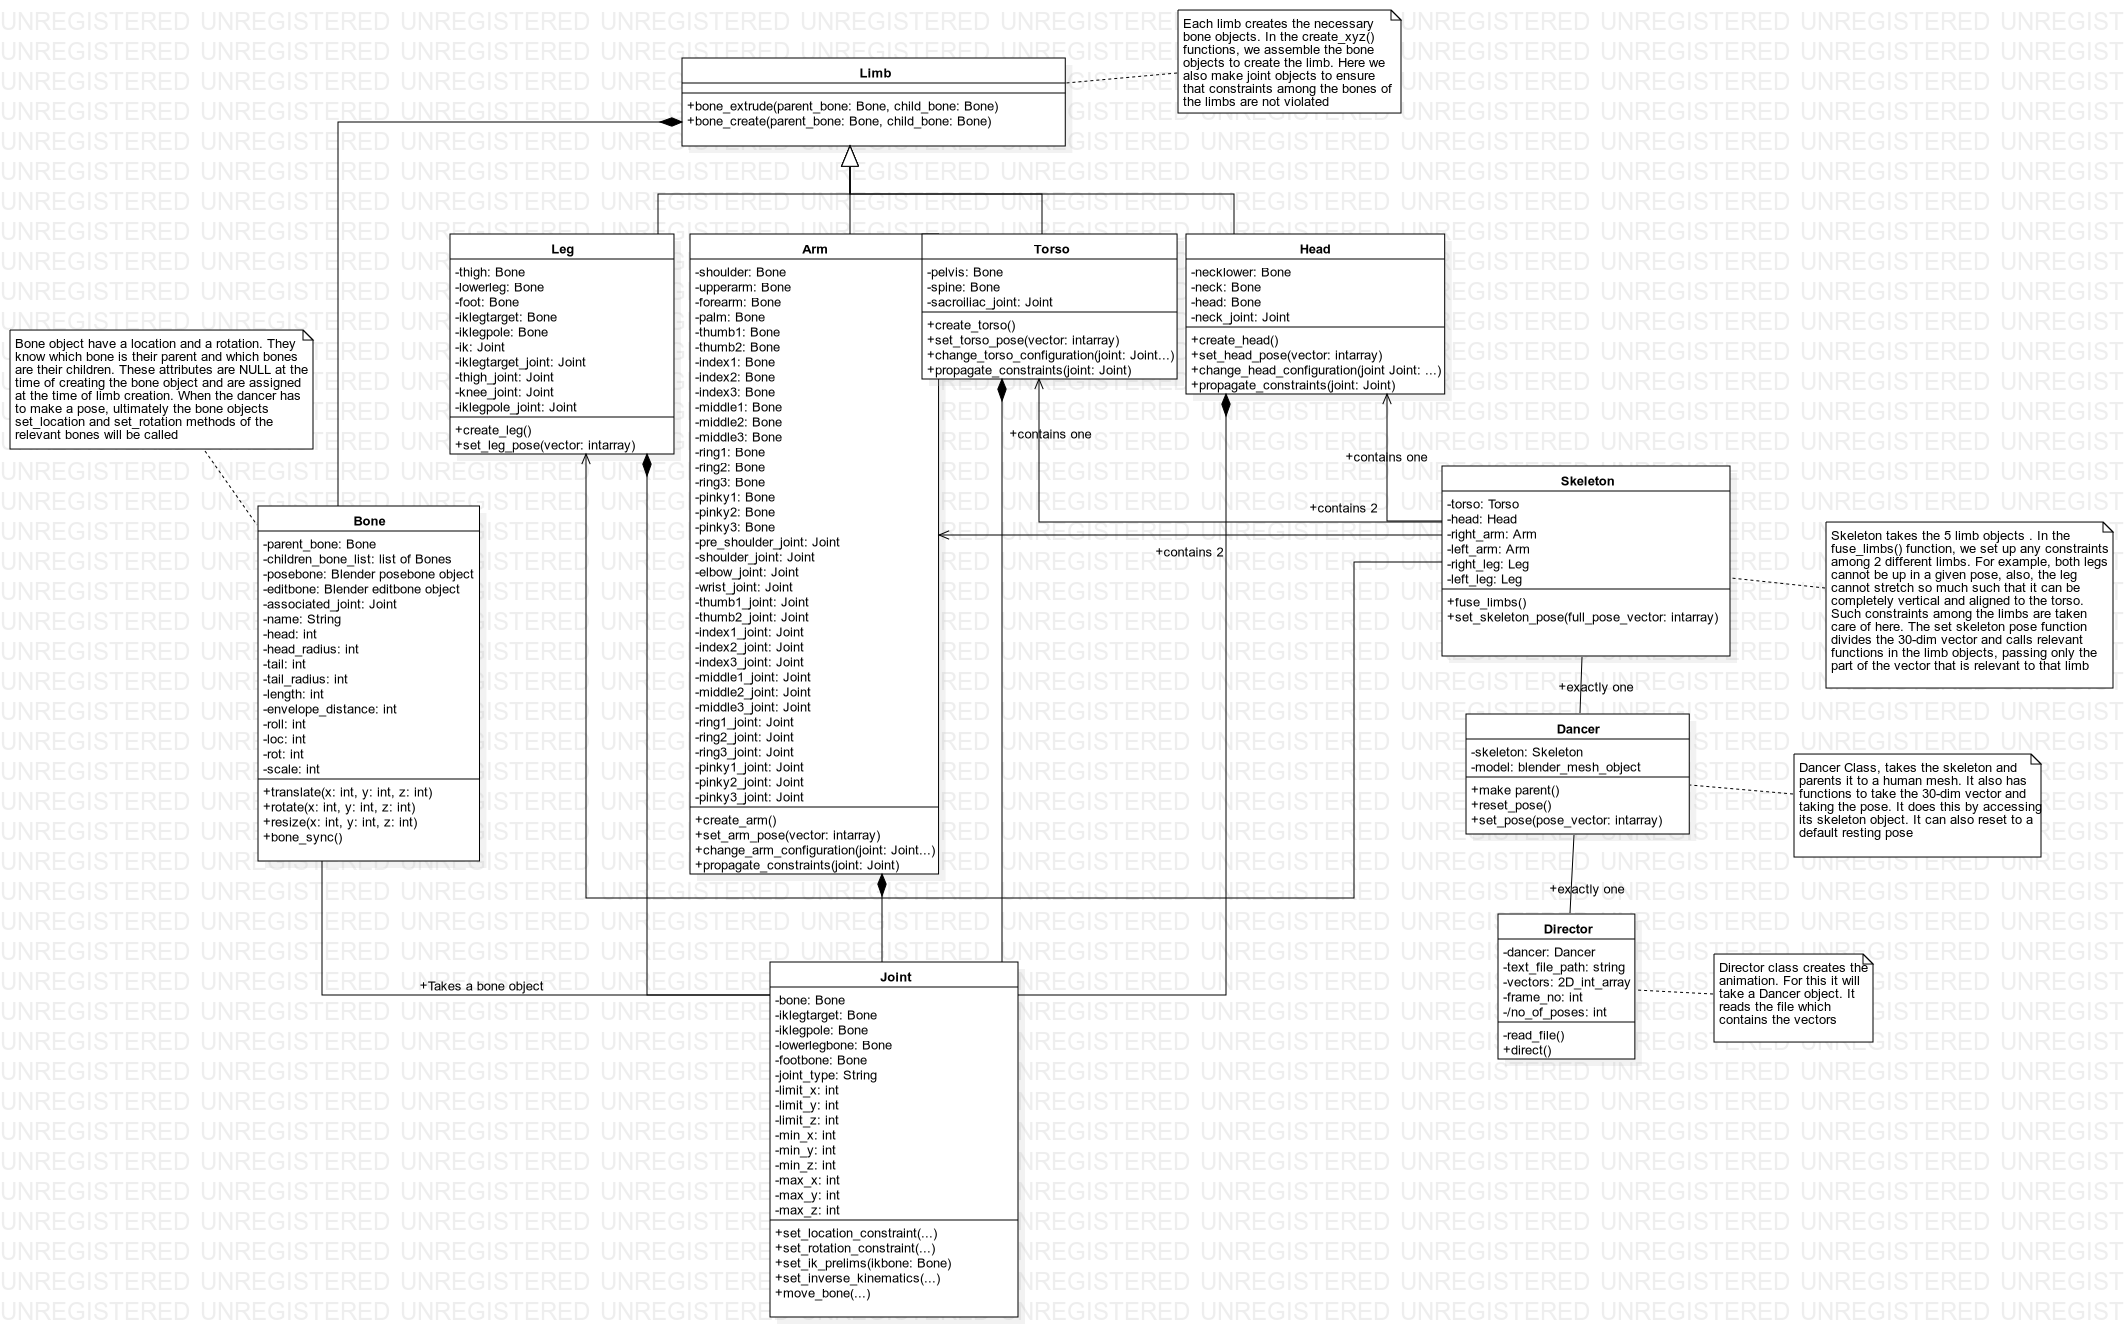 Each limb creates the necessary
bone objects. In the create_xyz()
functions, we assemble the bone
objects to create the limb. Here we
also make joint objects to ensure
that constraints among the bones of
the limbs are not violated
Limb
+bone_extrude(parent_bone: Bone, child_bone: Bone)
+bone_create(parent_bone: Bone, child_bone: Bone)
Leg
-thigh: Bone
-lowerleg: Bone
-foot: Bone
-iklegtarget: Bone
-iklegpole: Bone
-ik: Joint
-iklegtarget_joint: Joint
-thigh_joint: Joint
-knee_joint: Joint
-iklegpole_joint: Joint
+create_leg()
+set_leg_pose(vector: intarray)
Arm
-shoulder: Bone
-upperarm: Bone
-forearm: Bone
-palm: Bone
-thumb1: Bone
-thumb2: Bone
-index1: Bone
-index2: Bone
-index3: Bone
-middle1: Bone
-middle2: Bone
-middle3: Bone
-ring1: Bone
-ring2: Bone
-ring3: Bone
-pinky1: Bone
-pinky2: Bone
-pinky3: Bone
-pre_shoulder_joint: Joint
-shoulder_joint: Joint
-elbow_joint: Joint
-wrist_joint: Joint
-thumb1_joint: Joint
-thumb2_joint: Joint
-index1_joint: Joint
-index2_joint: Joint
-index3_joint: Joint
-middle1_joint: Joint
-middle2_joint: Joint
-middle3_joint: Joint
-ring1_joint: Joint
-ring2_joint: Joint
-ring3_joint: Joint
-pinky1_joint: Joint
-pinky2_joint: Joint
-pinky3_joint: Joint
+create_arm()
+set_arm_pose(vector: intarray)
+change_arm_configuration(joint: Joint...)
+propagate_constraints(joint: Joint)
Torso
-pelvis: Bone
-spine: Bone
-sacroiliac_joint: Joint
+create_torso()
+set_torso_pose(vector: intarray)
+change_torso_configuration(joint: Joint...)
+propagate_constraints(joint: Joint)
Head
-necklower: Bone
-neck: Bone
-head: Bone
-neck_joint: Joint
+create_head()
+set_head_pose(vector: intarray)
+change_head_configuration(joint Joint: ...)
+propagate_constraints(joint: Joint)
Bone object have a location and a rotation. They
know which bone is their parent and which bones
are their children. These attributes are NULL at the
time of creating the bone object and are assigned
at the time of limb creation. When the dancer has
to make a pose, ultimately the bone objects
set_location and set_rotation methods of the
relevant bones will be called
+contains one
+contains one
+contains 2
+contains 2
Bone
-parent_bone: Bone
-children_bone_list: list of Bones
-posebone: Blender posebone object
-editbone: Blender editbone object
-associated_joint: Joint
-name: String
-head: int
-head_radius: int
-tail: int
-tail_radius: int
-length: int
-envelope_distance: int
-roll: int
-loc: int
-rot: int
-scale: int
+translate(x: int, y: int, z: int)
+rotate(x: int, y: int, z: int)
+resize(x: int, y: int, z: int)
+bone_sync()
Skeleton
-torso: Torso
-head: Head
-right_arm: Arm
-left_arm: Arm
-right_leg: Leg
-left_leg: Leg
+fuse_limbs()
+set_skeleton_pose(full_pose_vector: intarray)
Skeleton takes the 5 limb objects . In the
fuse_limbs() function, we set up any constraints
among 2 different limbs. For example, both legs
cannot be up in a given pose, also, the leg
cannot stretch so much such that it can be
completely vertical and aligned to the torso.
Such constraints among the limbs are taken
care of here. The set skeleton pose function
divides the 30-dim vector and calls relevant
functions in the limb objects, passing only the
part of the vector that is relevant to that limb
+exactly one
Dancer
-skeleton: Skeleton
-model: blender_mesh_object
+make parent()
+reset_pose()
+set_pose(pose_vector: intarray)
Dancer Class, takes the skeleton and
parents it to a human mesh. It also has
functions to take the 30-dim vector and
taking the pose. It does this by accessing
its skeleton object. It can also reset to a
default resting pose
+exactly one
Director
-dancer: Dancer
-text_file_path: string
-vectors: 2D_int_array
-frame_no: int
-/no_of_poses: int
-read_file()
+direct()
Director class creates the
animation. For this it will
take a Dancer object. It
reads the file which
contains the vectors
+Takes a bone object
Joint
-bone: Bone
-iklegtarget: Bone
-iklegpole: Bone
-lowerlegbone: Bone
-footbone: Bone
-joint_type: String
-limit_x: int
-limit_y: int
-limit_z: int
-min_x: int
-min_y: int
-min_z: int
-max_x: int
-max_y: int
-max_z: int
+set_location_constraint(...)
+set_rotation_constraint(...)
+set_ik_prelims(ikbone: Bone)
+set_inverse_kinematics(...)
+move_bone(...)
UNREGISTERED